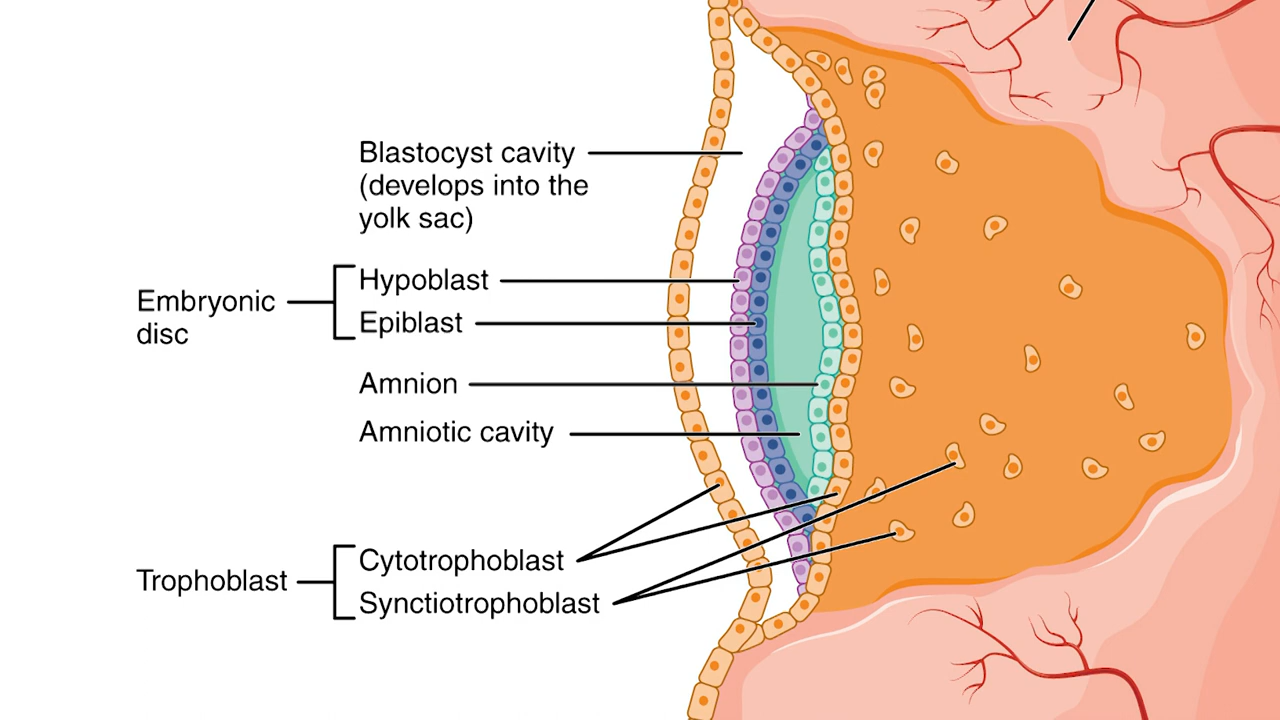 Blastocyst cavity
(develops into the
yolk sac)
Embryonic
disc
Hypoblast
Epiblast
Amnion
Amniotic cavity
Trophoblast
Cytotrophoblast
Synctiotrophoblast